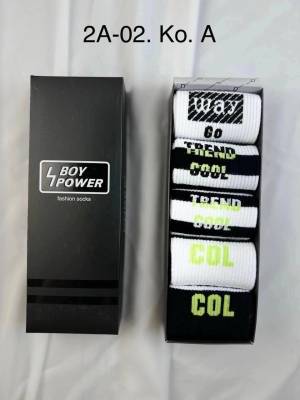 2A-02. Ko. A
BOY
POWER
fashion socks
way
Go
TREND
COOL
TREND
COOL
COL
COL